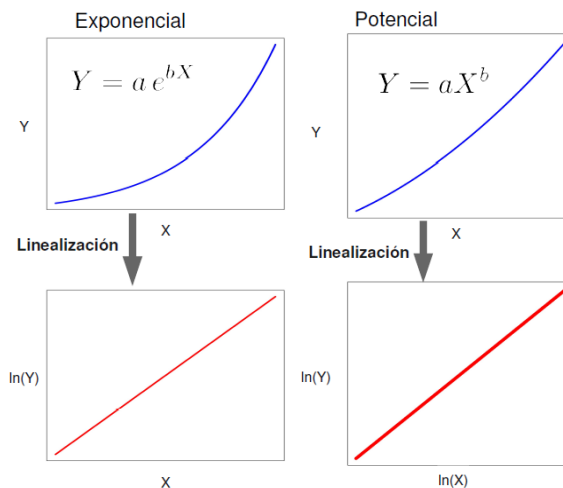 Exponencial
Y = a e^{bX}
Y
X
Linealización
ln(Y)
X
Potencial
Y = aX^b
Y
X
Linealización
ln(Y)
ln(X)